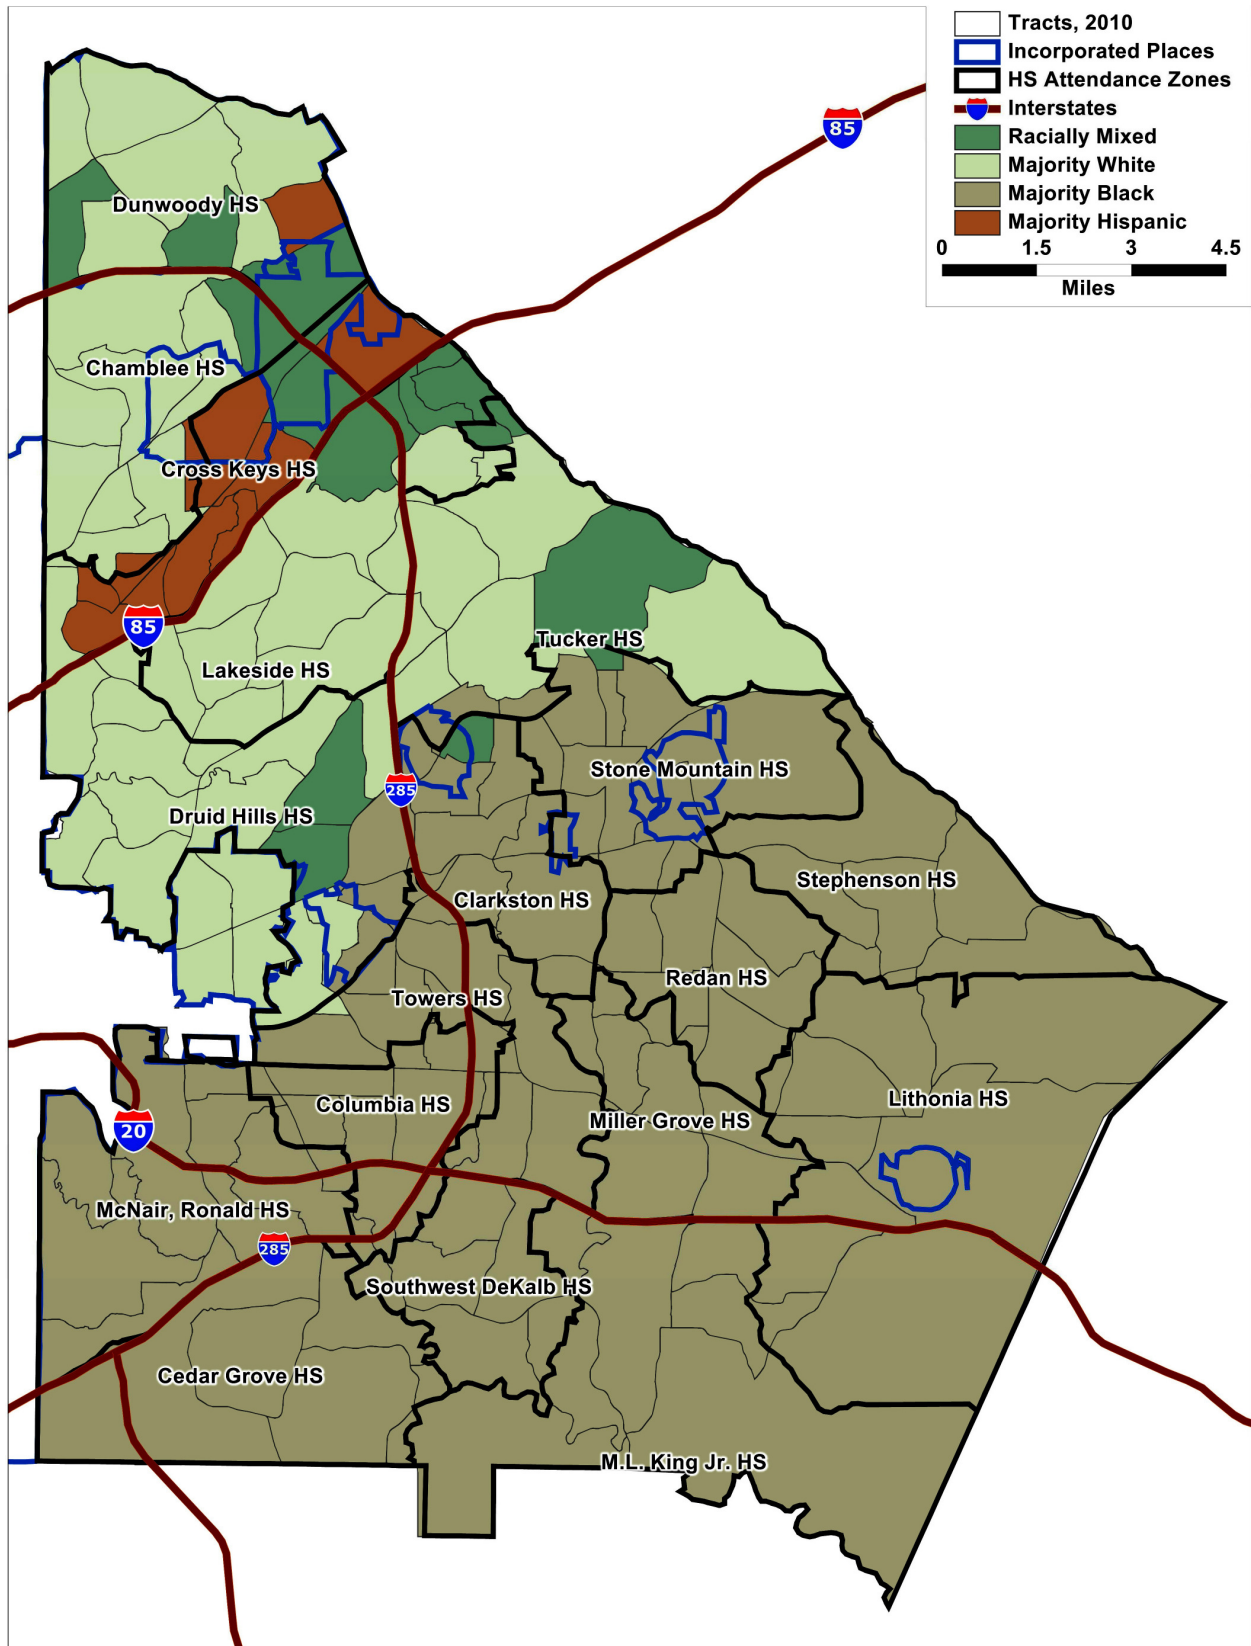 Tracts, 2010
Incorporated Places
HS Attendance Zones
Interstates
Racially Mixed
Majority White
Majority Black
Majority Hispanic
0 1.5 3 4.5
Miles
85
Dunwoody HS
Chamblee HS
Cross Keys HS
85
Tucker HS
Lakeside HS
Stone Mountain HS
285
Druid Hills HS
Stephenson HS
Clarkston HS
Redan HS
Towers HS
Lithonia HS
Columbia HS
Miller Grove HS
20
McNair, Ronald HS
285
Southwest DeKalb HS
Cedar Grove HS
M.L. King Jr. HS